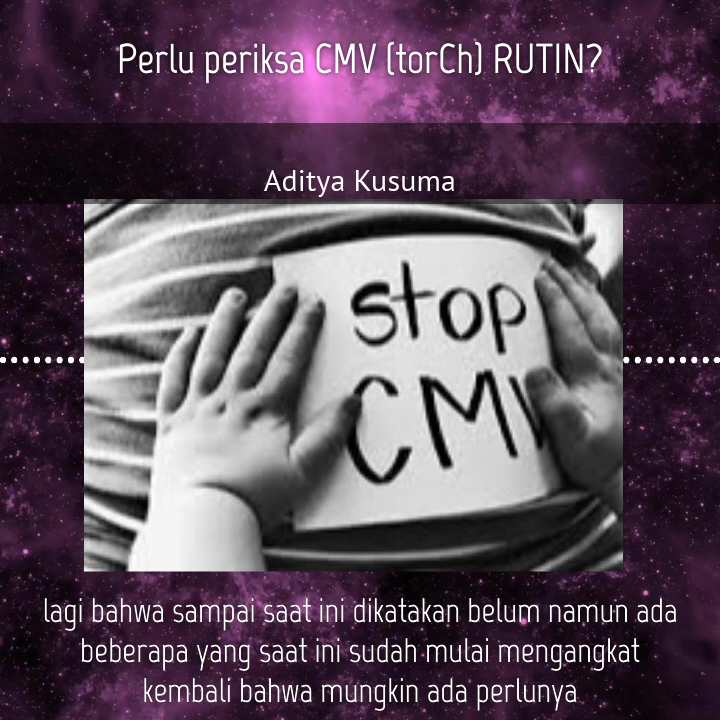 Perlu periksa CMV (torCh) RUTIN?
Aditya Kusuma
stop
CMV
lagi bahwa sampai saat ini dikatakan belum namun ada
beberapa yang saat ini sudah mulai mengangkat
kembali bahwa mungkin ada perlunya